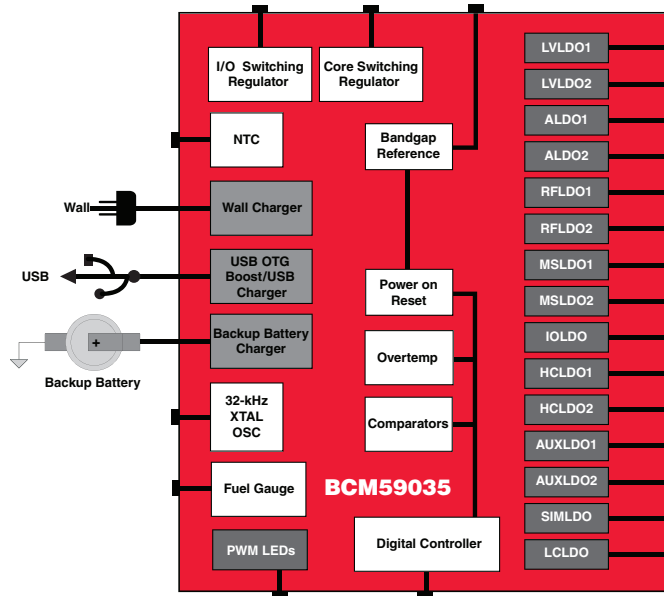 I/O Switching
Regulator
Core Switching
Regulator
NTC
Bandgap
Reference
Wall
Wall Charger
USB
USB OTG
Boost/USB
Charger
Power on
Reset
+
Backup Battery
Backup Battery
Charger
Overtemp
32-kHz
XTAL
OSC
Comparators
Fuel Gauge
BCM59035
PWM LEDs
Digital Controller
LVLDO1
LVLDO2
ALDO1
ALDO2
RFLDO1
RFLDO2
MSLDO1
MSLDO2
IOLDO
HCLDO1
HCLDO2
AUXLDO1
AUXLDO2
SIMLDO
LCLDO